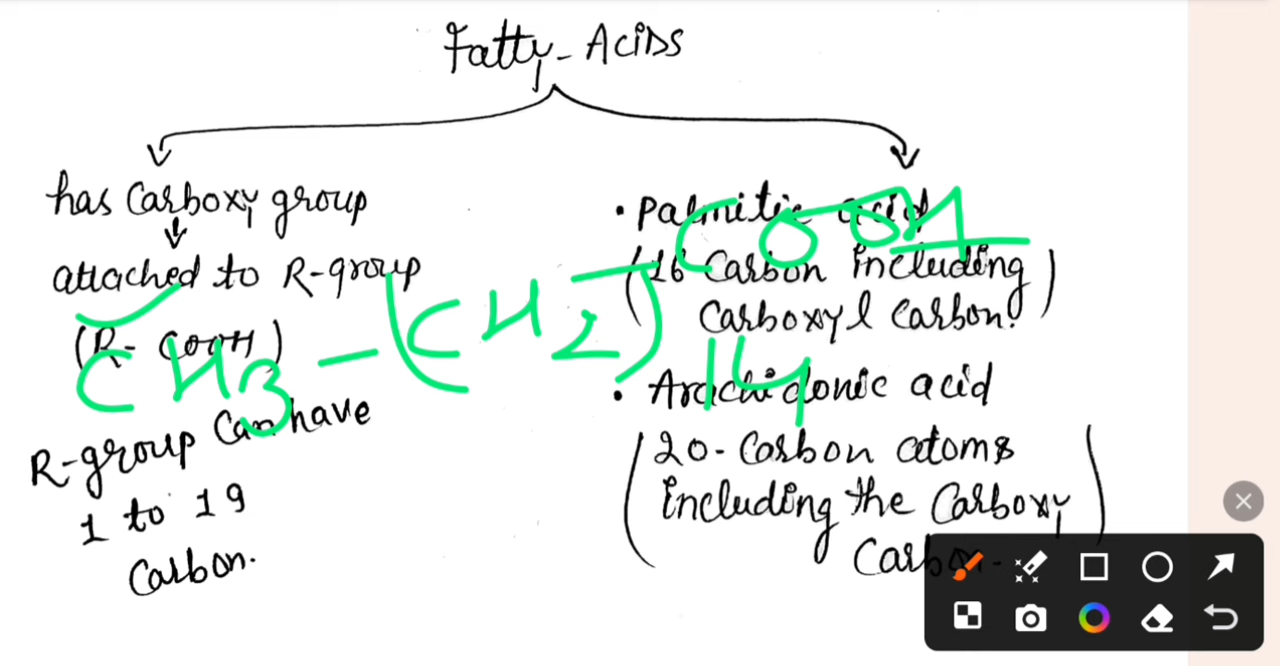 Fatty-Acids
has Carboxy group
attached to R-group
(R- COOH)
R-group Can have
1 to 19
Carbon.
• Palmitic acid
(16 Carbon including
Carboxyl Carbon.)
• Arachidonic acid
(20-Carbon atoms
including the Carboxy
Carbon-)
CH3-(CH2)14 COOH